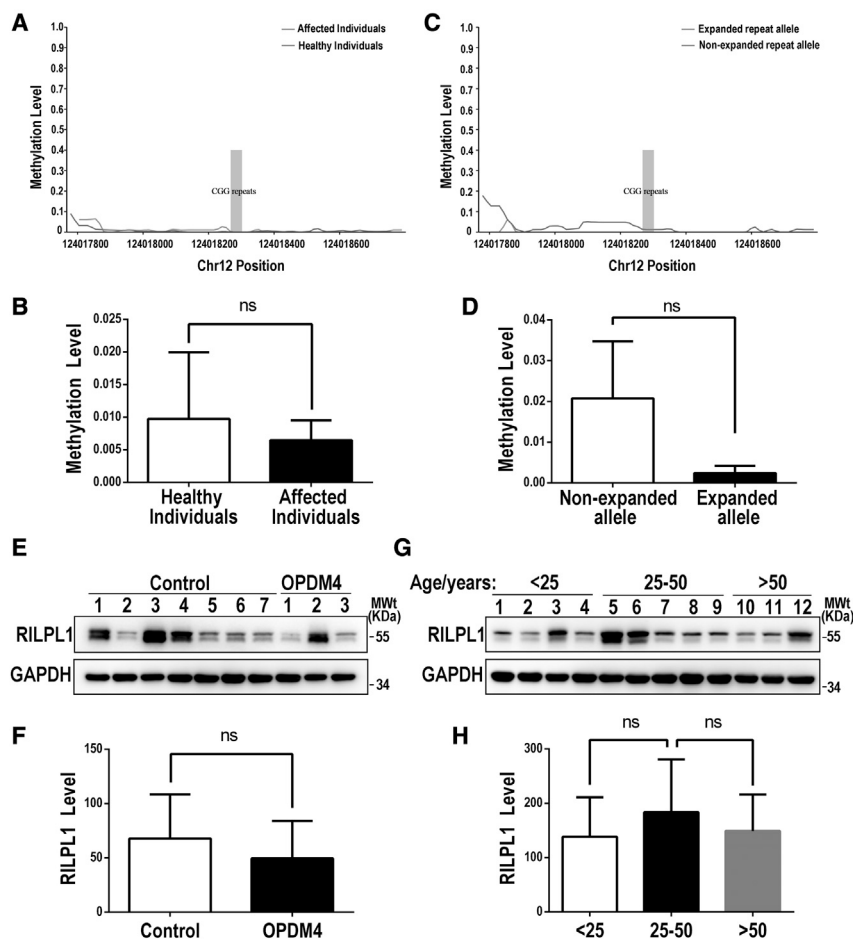 A
Affected Individuals
Healthy Individuals
Methylation Level
1.0
0.9
0.8
0.7
0.6
0.5
0.4
0.3
0.2
0.1
0
CGG repeats
124017800 124018000 124018200 124018400 124018600
Chr12 Position
C
Expanded repeat allele
Non-expanded repeat allele
Methylation Level
1.0
0.9
0.8
0.7
0.6
0.5
0.4
0.3
0.2
0.1
0
CGG repeats
124017800 124018000 124018200 124018400 124018600
Chr12 Position
B
ns
Methylation Level
0.025
0.020
0.015
0.010
0.005
0.000
Healthy Individuals
Affected Individuals
D
ns
Methylation Level
0.04
0.03
0.02
0.01
0.00
Non-expanded allele
Expanded allele
E
Control OPDM4
1 2 3 4 5 6 7 1 2 3 MWt (KDa)
RILPL1 -55
GAPDH -34
G
Age/years: <25 25-50 >50
1 2 3 4 5 6 7 8 9 10 11 12 MWt (KDa)
RILPL1 -55
GAPDH -34
F
ns
RILPL1 Level
150
100
50
0
Control OPDM4
H
ns ns
RILPL1 Level
300
200
100
0
<25 25-50 >50